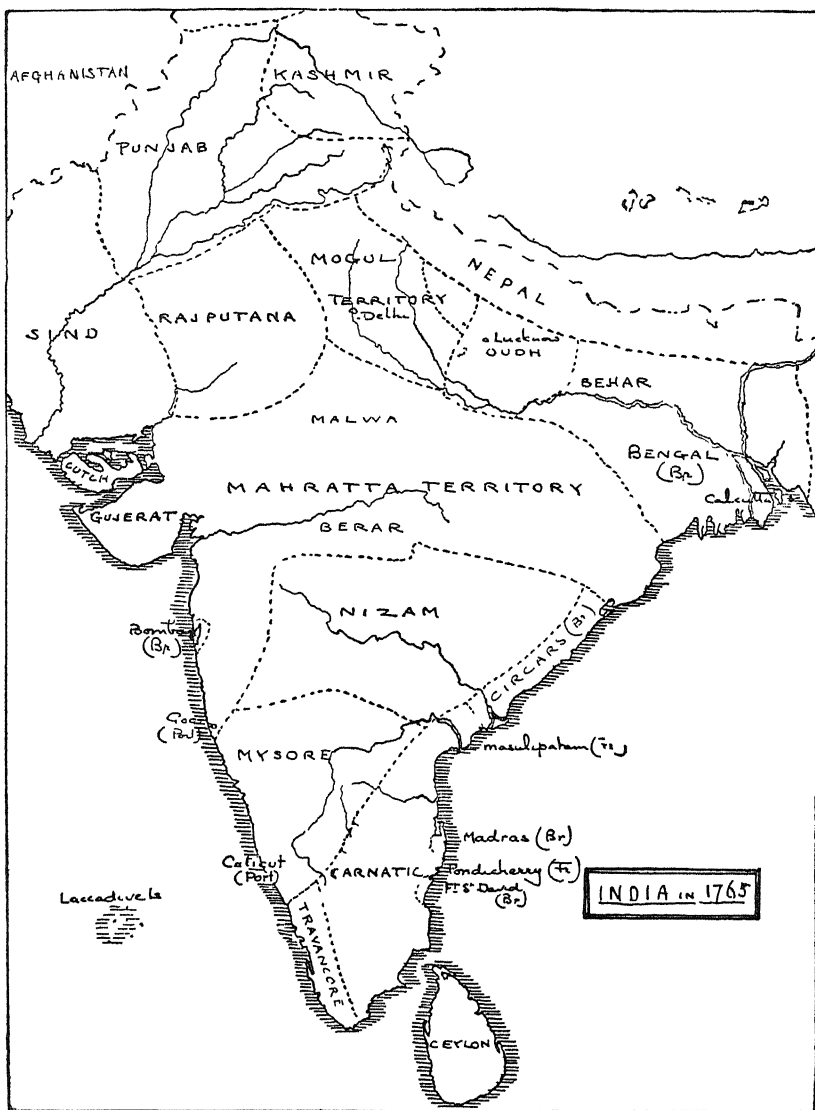 AFGHANISTAN
KASHMIR
PUNJAB
MOGUL
TERRITORY
Delhi
NEPAL
SIND
RAJPUTANA
Lucknow
OUDH
BEHAR
MALWA
BENGAL
(Br)
Calcutta
CUTCH
MAHRATTA TERRITORY
GUJERAT
BERAR
NIZAM
Bombay
(Br)
CIRCARS (Br)
Goa
(Port)
MYSORE
Masulipatam (Fr)
Madras (Br)
Calicut
(Port)
CARNATIC
Pondicherry (Fr)
Ft St David
(Br)
INDIA IN 1765
Laccadive Is
TRAVANCORE
CEYLON